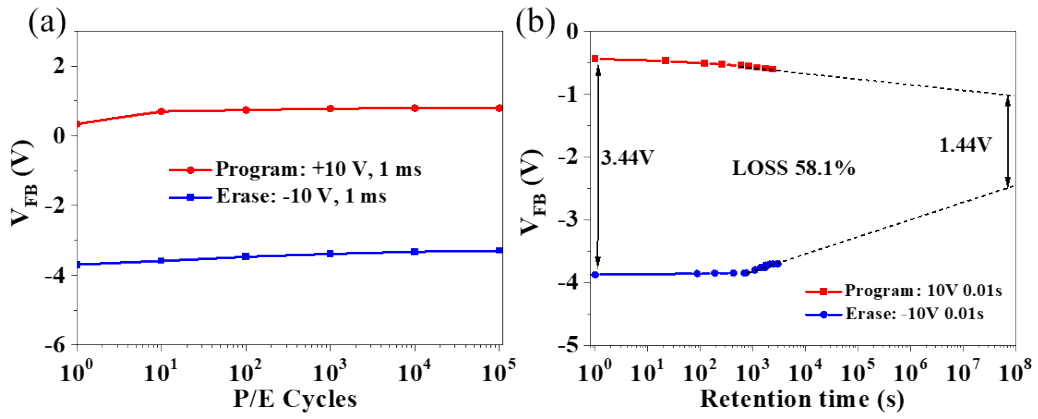 (a)
2
0
-2
-4
-6
V_FB (V)
Program: +10 V, 1 ms
Erase: -10 V, 1 ms
10^0 10^1 10^2 10^3 10^4 10^5
P/E Cycles
(b)
0
-1
-2
-3
-4
-5
V_FB (V)
3.44V
LOSS 58.1%
1.44V
Program: 10V 0.01s
Erase: -10V 0.01s
10^0 10^1 10^2 10^3 10^4 10^5 10^6 10^7 10^8
Retention time (s)